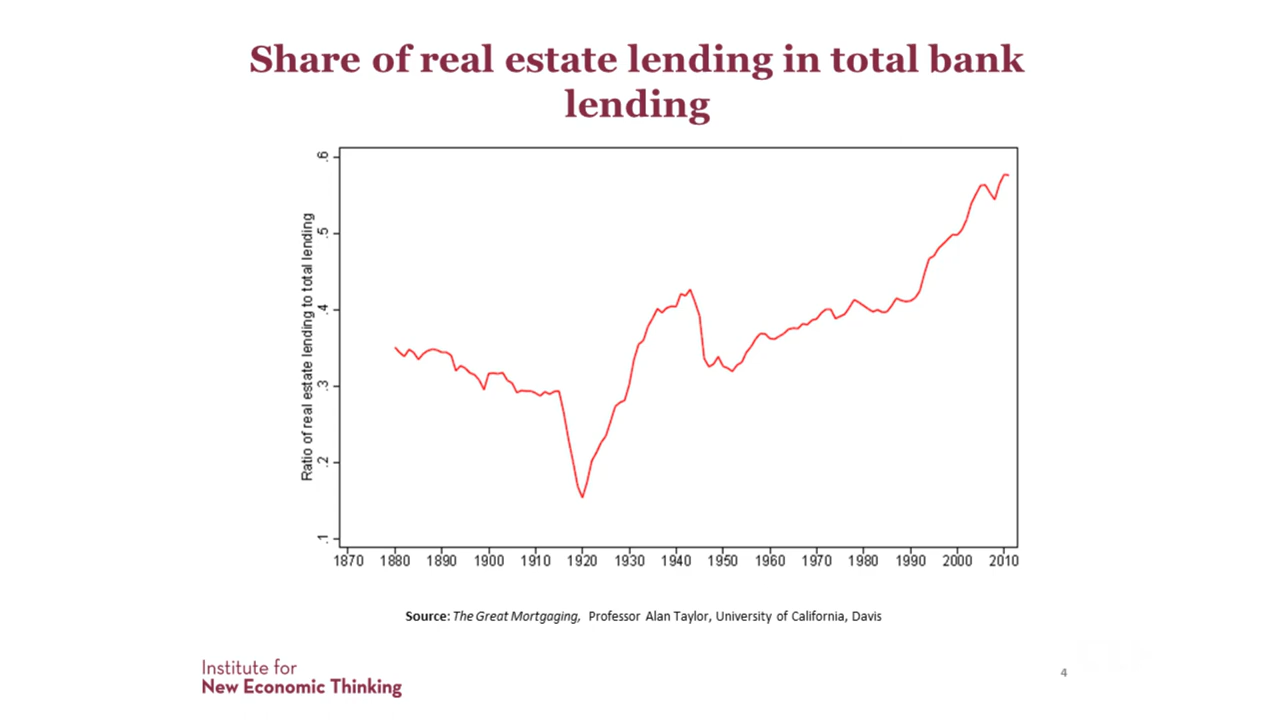 Share of real estate lending in total bank
lending
Ratio of real estate lending to total lending
.6
.5
.4
.3
.2
.1
1870 1880 1890 1900 1910 1920 1930 1940 1950 1960 1970 1980 1990 2000 2010
Source: The Great Mortgaging, Professor Alan Taylor, University of California, Davis
Institute for
New Economic Thinking
4